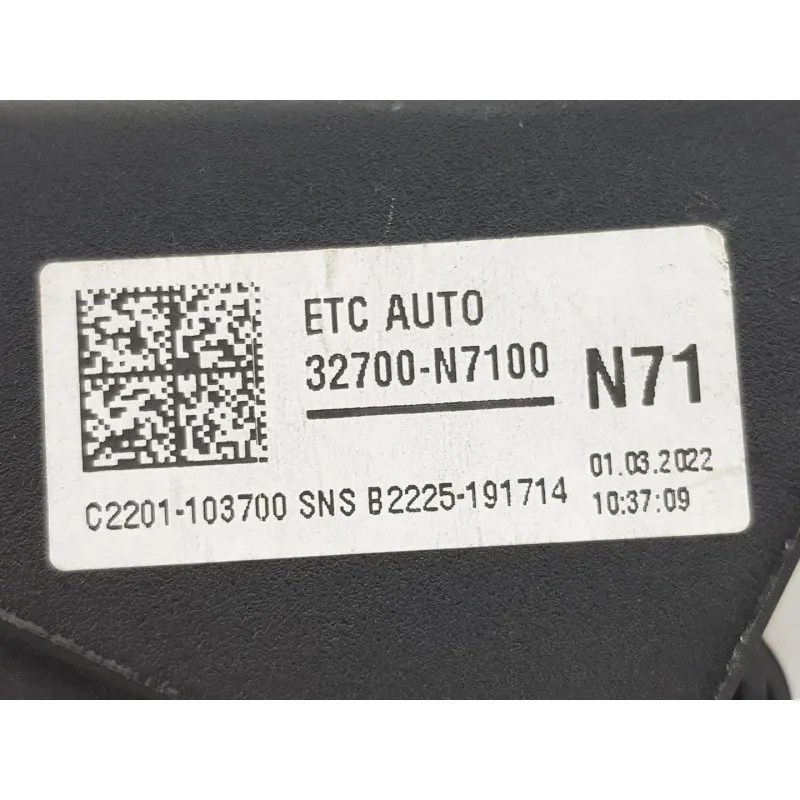 ETC AUTO
32700-N7100
N71
01.03.2022
C2201-103700 SNS B2225-191714
10:37:09